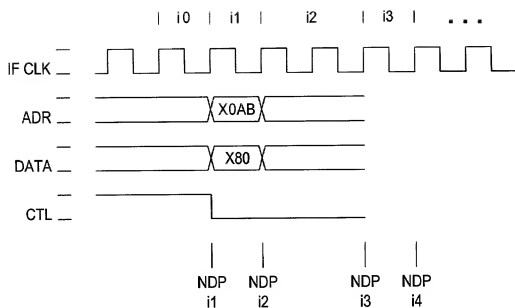 i0 i1 i2 i3 . . .
IF CLK
ADR X0AB
DATA X80
CTL
NDP NDP NDP NDP
i1 i2 i3 i4